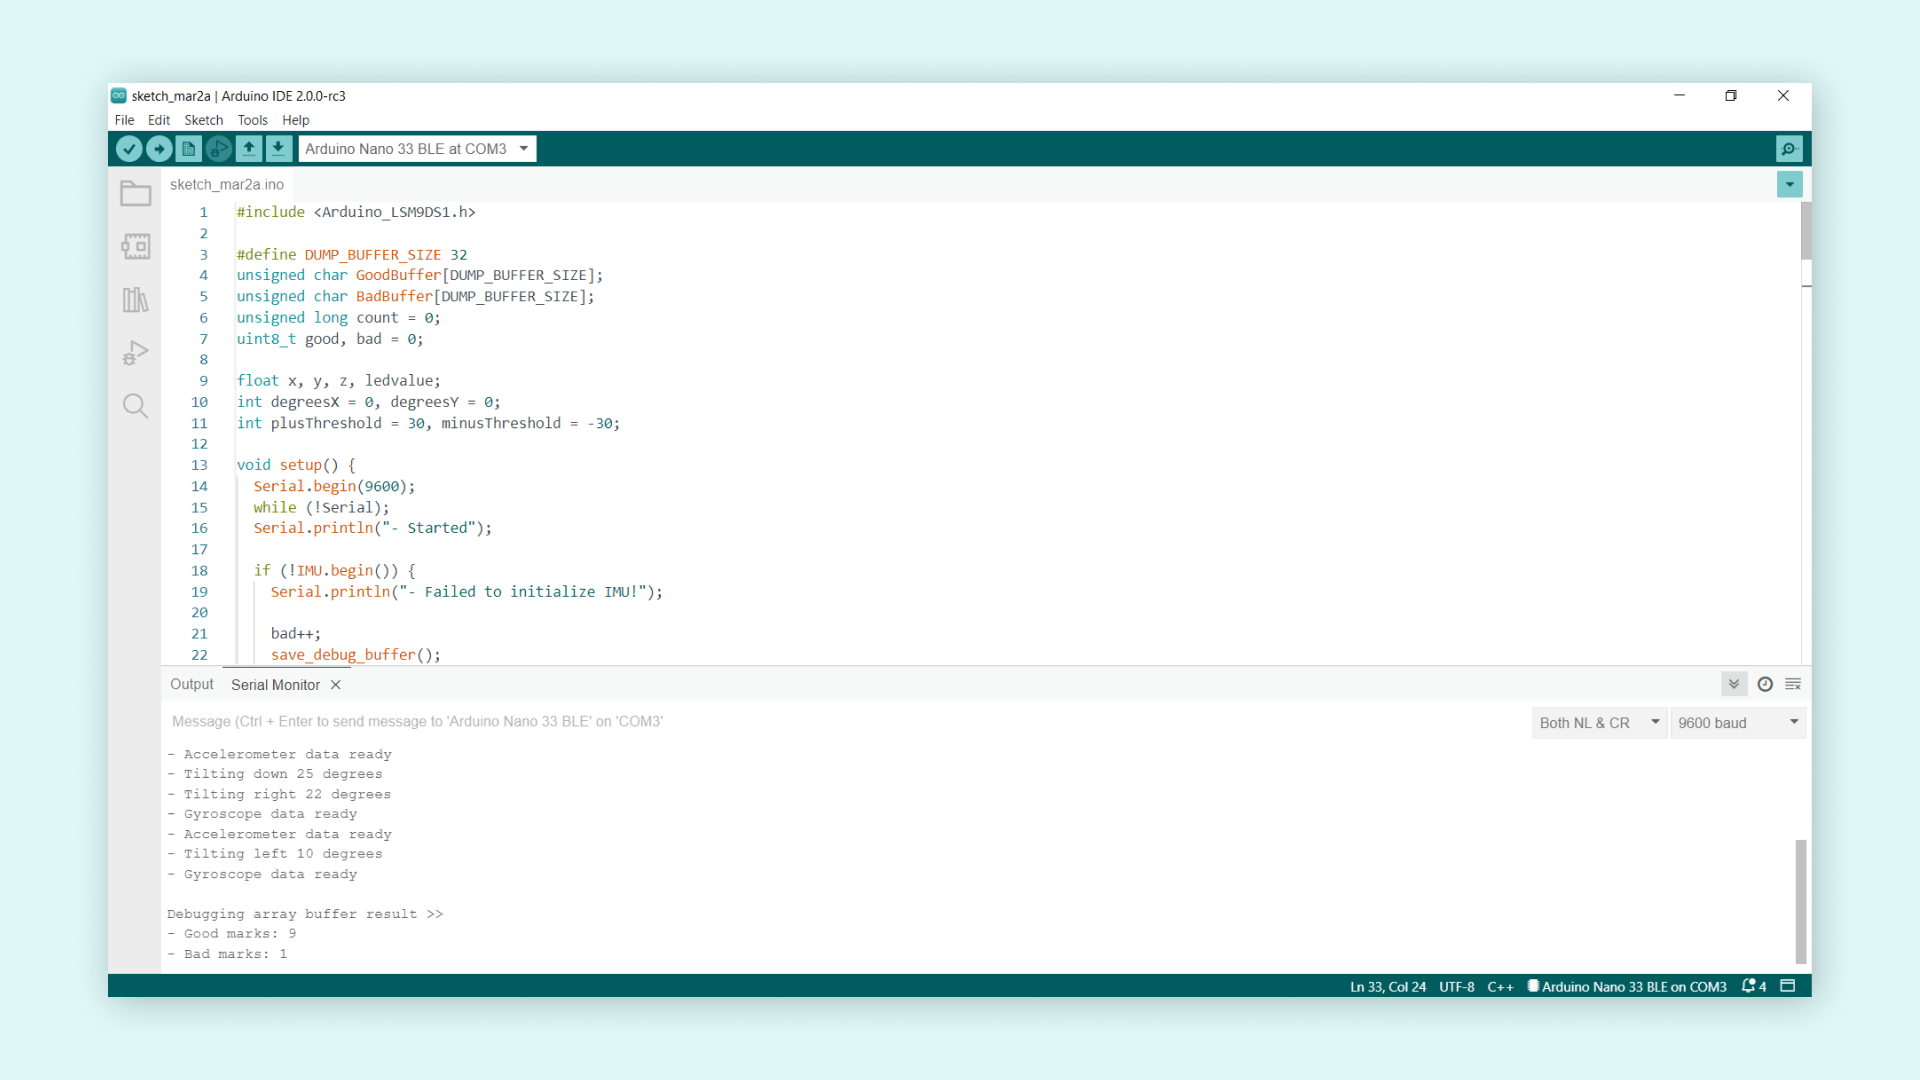 sketch_mar2a | Arduino IDE 2.0.0-rc3
File Edit Sketch Tools Help
Arduino Nano 33 BLE at COM3
sketch_mar2a.ino
1 #include <Arduino_LSM9DS1.h>
2
3 #define DUMP_BUFFER_SIZE 32
4 unsigned char GoodBuffer[DUMP_BUFFER_SIZE];
5 unsigned char BadBuffer[DUMP_BUFFER_SIZE];
6 unsigned long count = 0;
7 uint8_t good, bad = 0;
8
9 float x, y, z, ledvalue;
10 int degreesX = 0, degreesY = 0;
11 int plusThreshold = 30, minusThreshold = -30;
12
13 void setup() {
14 Serial.begin(9600);
15 while (!Serial);
16 Serial.println("- Started");
17
18 if (!IMU.begin()) {
19 Serial.println("- Failed to initialize IMU!");
20
21 bad++;
22 save_debug_buffer();
Output Serial Monitor
Message (Ctrl + Enter to send message to 'Arduino Nano 33 BLE' on 'COM3'
Both NL & CR 9600 baud
- Accelerometer data ready
- Tilting down 25 degrees
- Tilting right 22 degrees
- Gyroscope data ready
- Accelerometer data ready
- Tilting left 10 degrees
- Gyroscope data ready
Debugging array buffer result >>
- Good marks: 9
- Bad marks: 1
Ln 33, Col 24 UTF-8 C++ Arduino Nano 33 BLE on COM3 4